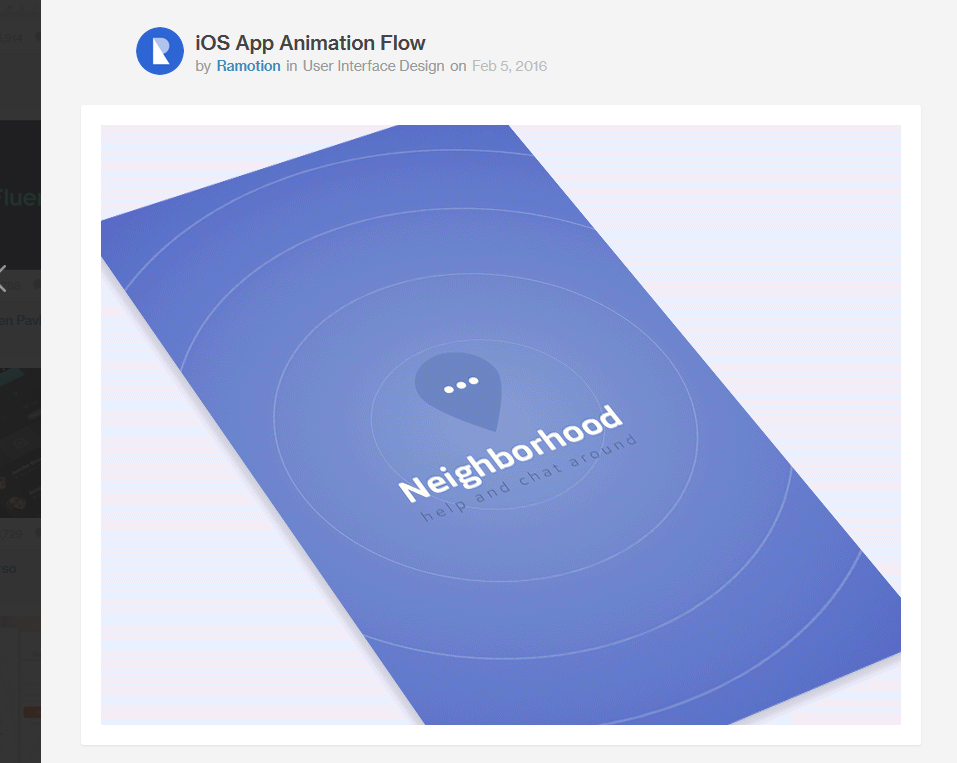 iOS App Animation Flow
by Ramotion in User Interface Design on Feb 5, 2016
Neighborhood
help and chat around